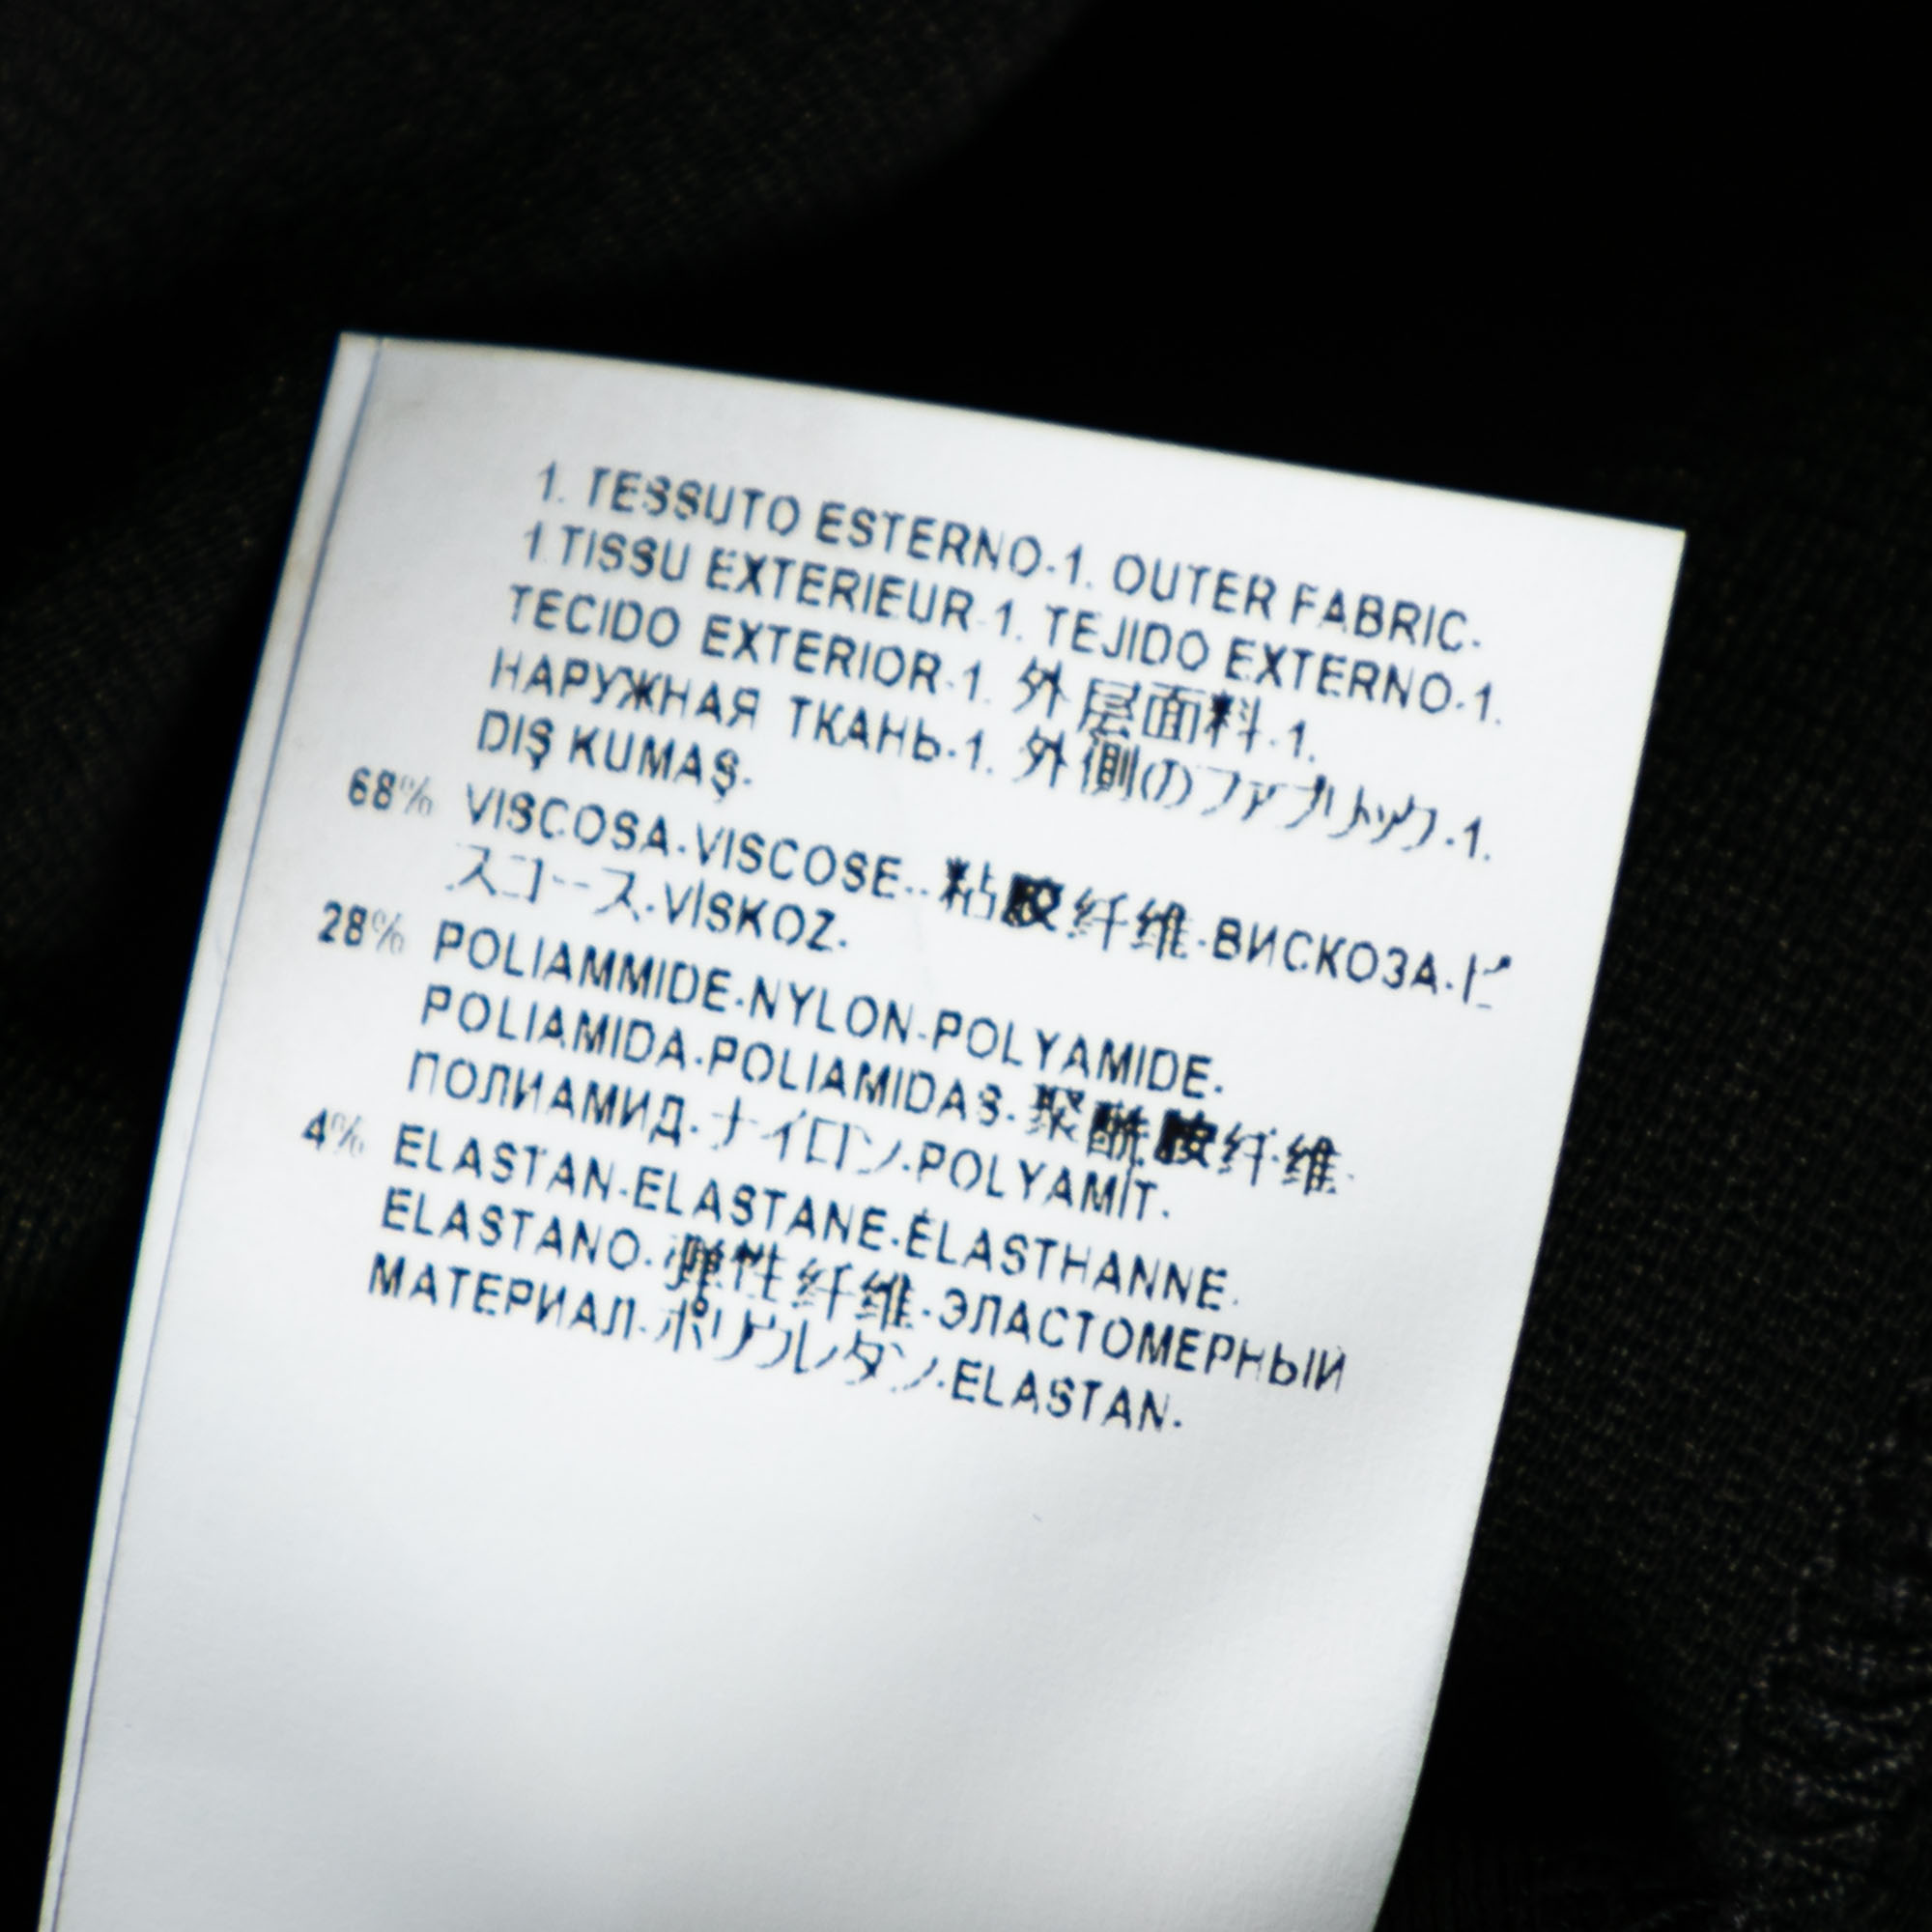 1. TESSUTO ESTERNO-1. OUTER FABRIC-
1 TISSU EXTERIEUR-1. TEJIDO EXTERNO-1.
TECIDO EXTERIOR-1. 外层面料-1.
НАРУЖНАЯ ТКАНЬ-1. 外側のファブリック-1.
DIŞ KUMAŞ-
68% VISCOSA-VISCOSE--粘胶纤维-ВИСКОЗА-ビ
スコース-VİSKOZ-
28% POLIAMMIDE-NYLON-POLYAMIDE-
POLIAMIDA-POLIAMIDAS-聚酰胺纤维-
ПОЛИАМИД-ナイロン-POLYAMİT-
4% ELASTAN-ELASTANE-ÉLASTHANNE-
ELASTANO-弹性纤维-ЭЛАСТОМЕРНЫЙ
МАТЕРИАЛ-ポリウレタン-ELASTAN-